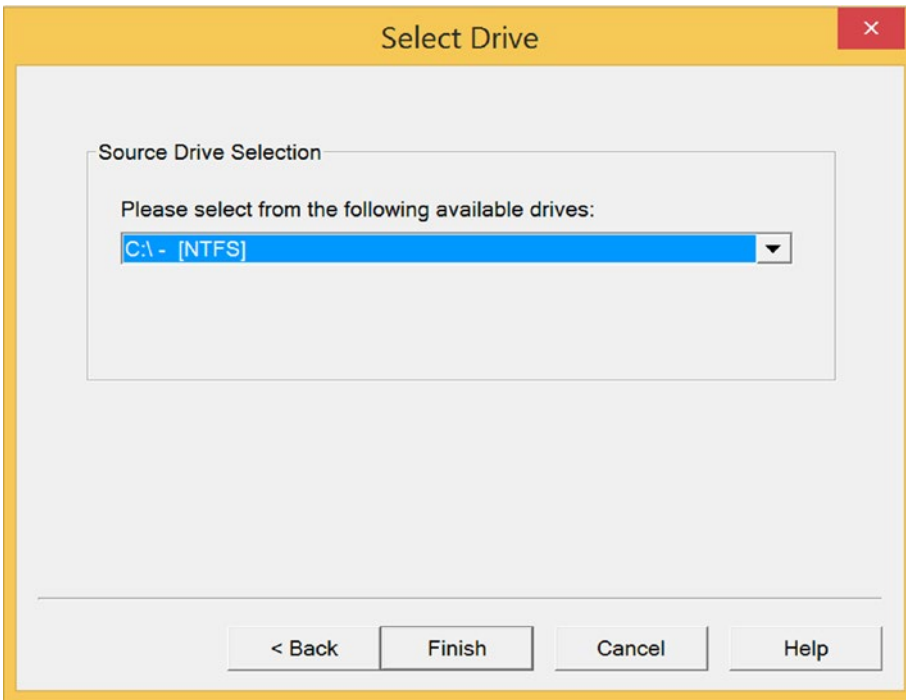 Select Drive
Source Drive Selection
Please select from the following available drives:
C:\ - [NTFS]
< Back Finish Cancel Help